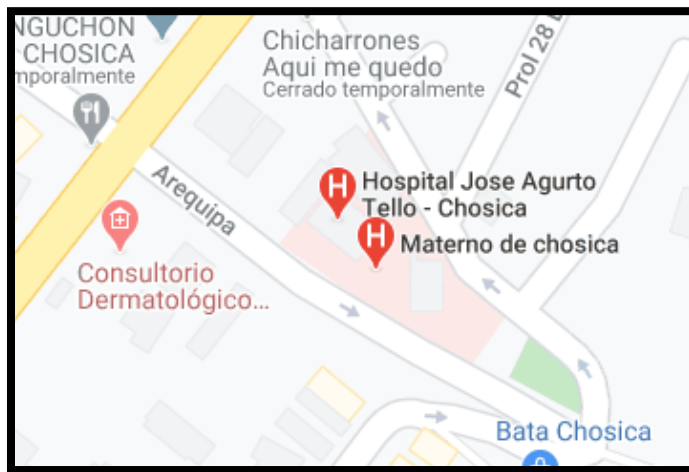 NGUCHON
CHOSICA
mporalmente
Chicharrones
Aqui me quedo
Cerrado temporalmente
Prol 28
Arequipa
H
Hospital Jose Agurto
Tello - Chosica
H
Materno de chosica
Consultorio
Dermatológico...
Bata Chosica